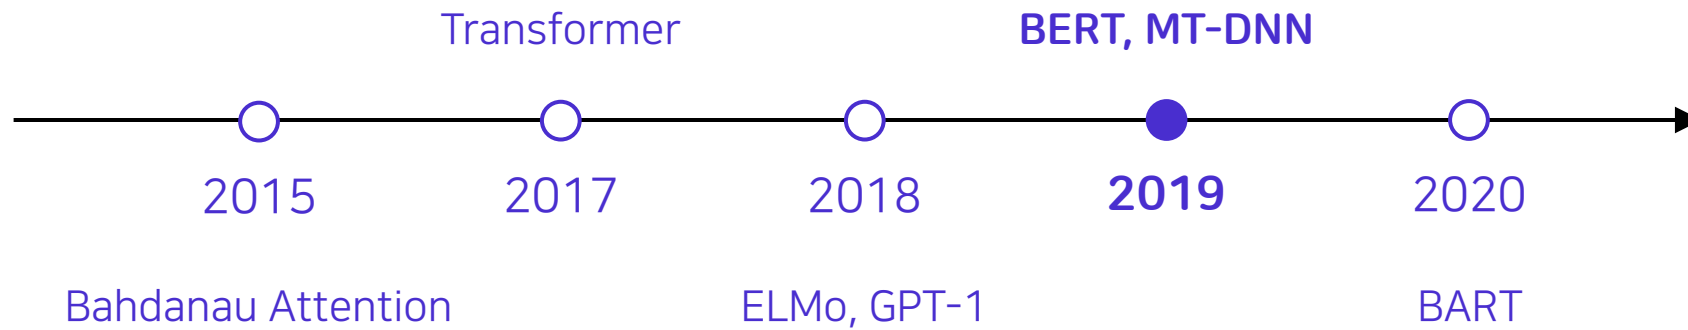 Transformer
BERT, MT-DNN
2015
2017
2018
2019
2020
Bahdanau Attention
ELMo, GPT-1
BART